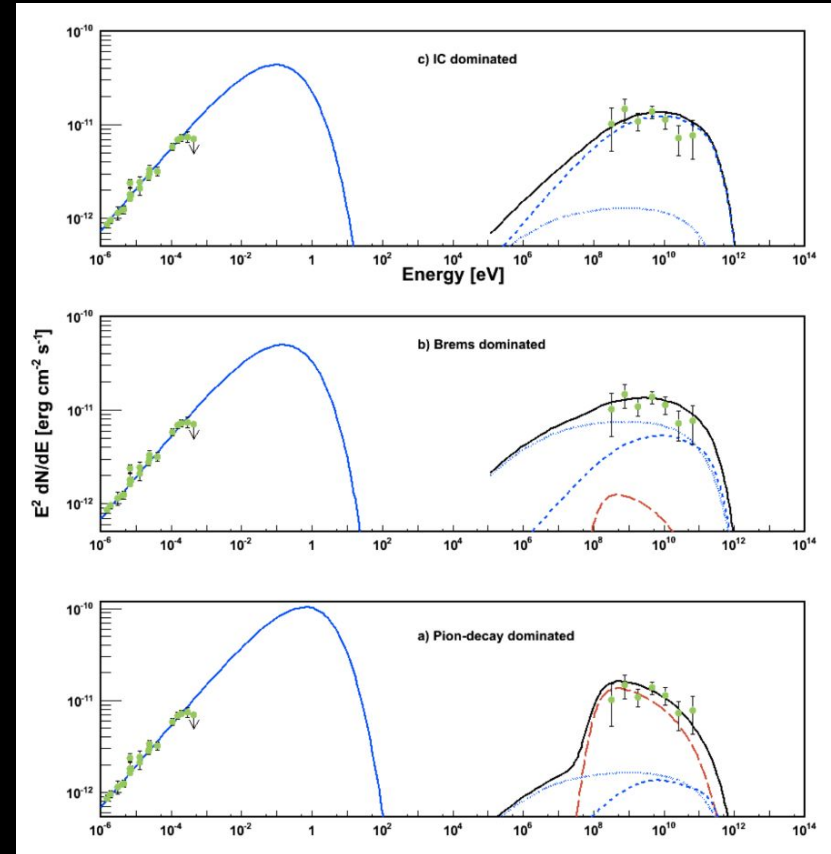 10⁻¹⁰
c) IC dominated
10⁻¹¹
10⁻¹²
10⁻⁶ 10⁻⁴ 10⁻² 1 10² 10⁴ 10⁶ 10⁸ 10¹⁰ 10¹² 10¹⁴
Energy [eV]
E² dN/dE [erg cm⁻² s⁻¹]
10⁻¹⁰
b) Brems dominated
10⁻¹¹
10⁻¹²
10⁻⁶ 10⁻⁴ 10⁻² 1 10² 10⁴ 10⁶ 10⁸ 10¹⁰ 10¹² 10¹⁴
10⁻¹⁰
a) Pion-decay dominated
10⁻¹¹
10⁻¹²
10⁻⁶ 10⁻⁴ 10⁻² 1 10² 10⁴ 10⁶ 10⁸ 10¹⁰ 10¹² 10¹⁴